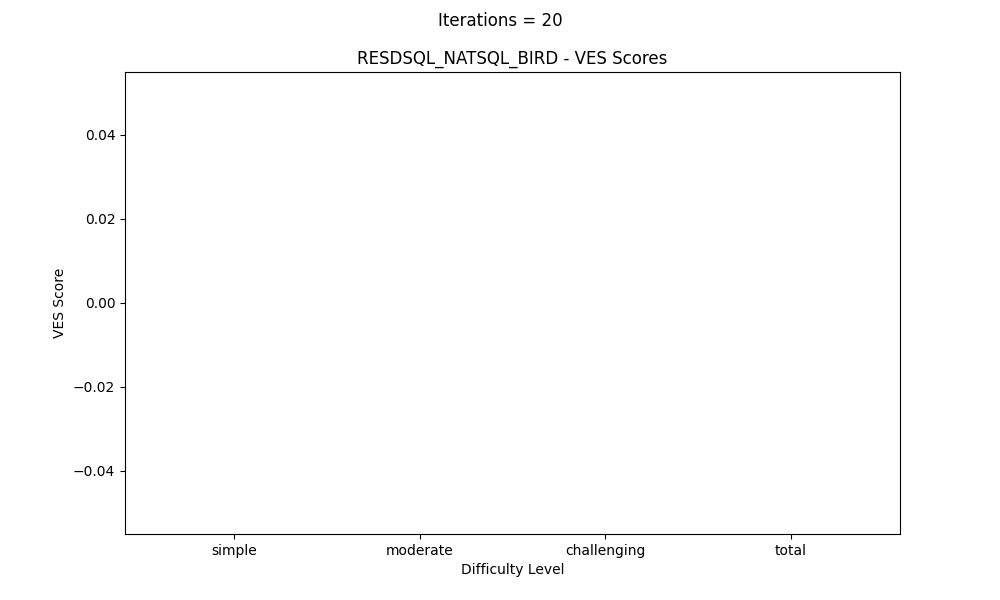 Iterations = 20
RESDSQL_NATSQL_BIRD - VES Scores
0.04
0.02
0.00
−0.02
−0.04
VES Score
simple moderate challenging total
Difficulty Level